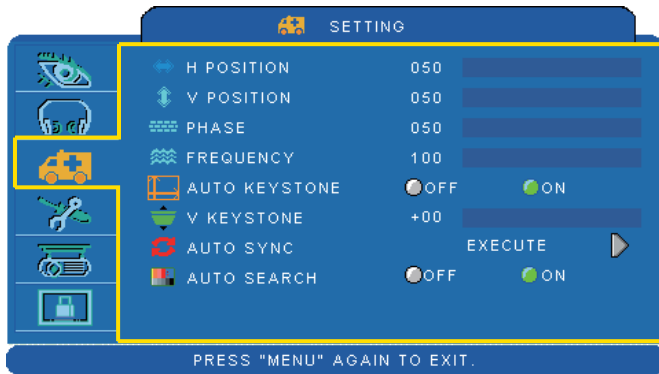 SETTING
H POSITION 050
V POSITION 050
PHASE 050
FREQUENCY 100
AUTO KEYSTONE OFF ON
V KEYSTONE +00
AUTO SYNC EXECUTE
AUTO SEARCH OFF ON
PRESS "MENU" AGAIN TO EXIT.